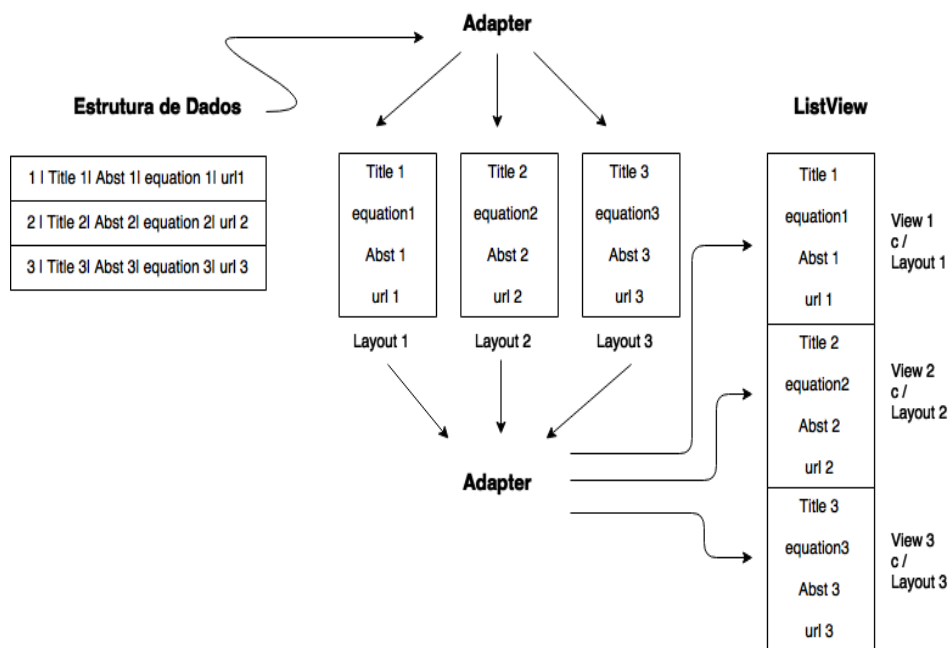 Adapter
Estrutura de Dados
ListView
1 | Title 1| Abst 1| equation 1| url1
2 | Title 2| Abst 2| equation 2| url 2
3 | Title 3| Abst 3| equation 3| url 3
Title 1
equation1
Abst 1
url 1
Layout 1
Title 2
equation2
Abst 2
url 2
Layout 2
Title 3
equation3
Abst 3
url 3
Layout 3
Adapter
Title 1
equation1
Abst 1
url 1
View 1
c /
Layout 1
Title 2
equation2
Abst 2
url 2
View 2
c /
Layout 2
Title 3
equation3
Abst 3
url 3
View 3
c /
Layout 3